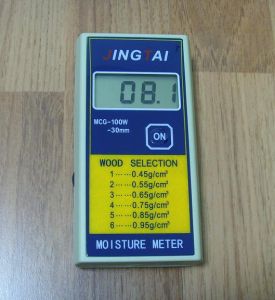 JINGTAI
08.1
MCG-100W
-30mm
ON
WOOD SELECTION
1 ······0.45g/cm³
2 ······0.55g/cm³
3 ······0.65g/cm³
4 ······0.75g/cm³
5 ······0.85g/cm³
6 ······0.95g/cm³
MOISTURE METER